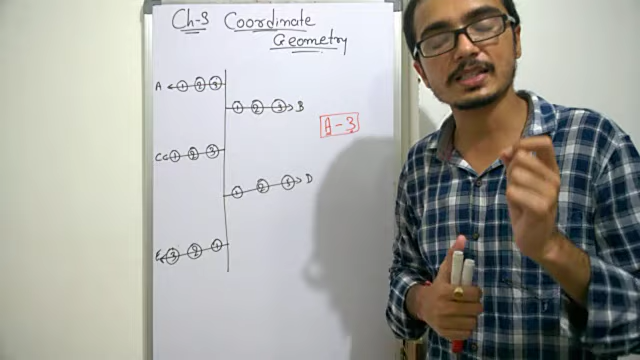 Ch-3 Coordinate
Geometry
A 1 2 3
1 2 3 B
A-3
C 1 2 3
1 2 3 D
E 3 2 1